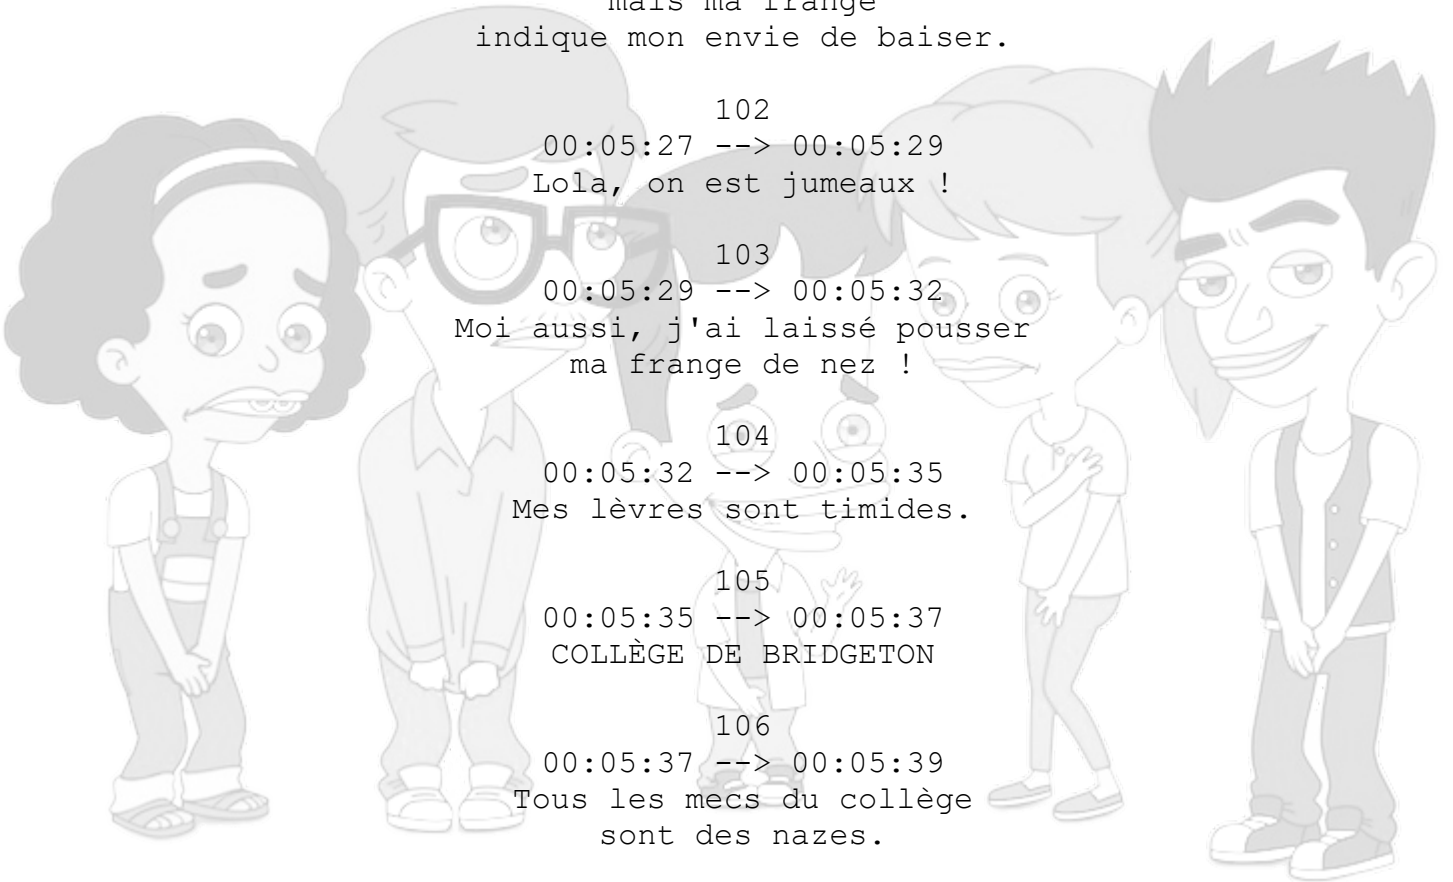 mais ma frange
indique mon envie de baiser.
102
00:05:27 --> 00:05:29
Lola, on est jumeaux !
103
00:05:29 --> 00:05:32
Moi aussi, j'ai laissé pousser
ma frange de nez !
104
00:05:32 --> 00:05:35
Mes lèvres sont timides.
105
00:05:35 --> 00:05:37
COLLÈGE DE BRIDGETON
106
00:05:37 --> 00:05:39
Tous les mecs du collège
sont des nazes.